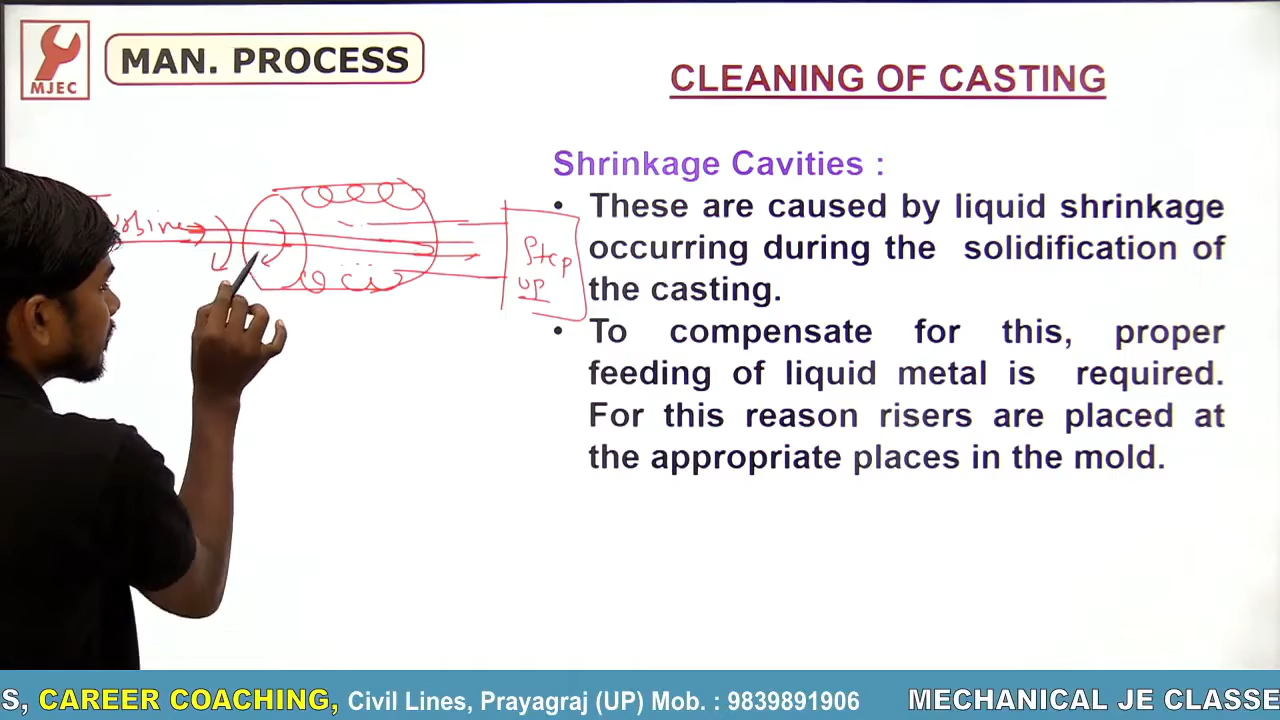 MJEC
MAN. PROCESS
CLEANING OF CASTING
Shrinkage Cavities :
• These are caused by liquid shrinkage
occurring during the solidification of
the casting.
• To compensate for this, proper
feeding of liquid metal is required.
For this reason risers are placed at
the appropriate places in the mold.
Step
up
S, CAREER COACHING, Civil Lines, Prayagraj (UP) Mob. : 9839891906 MECHANICAL JE CLASSE